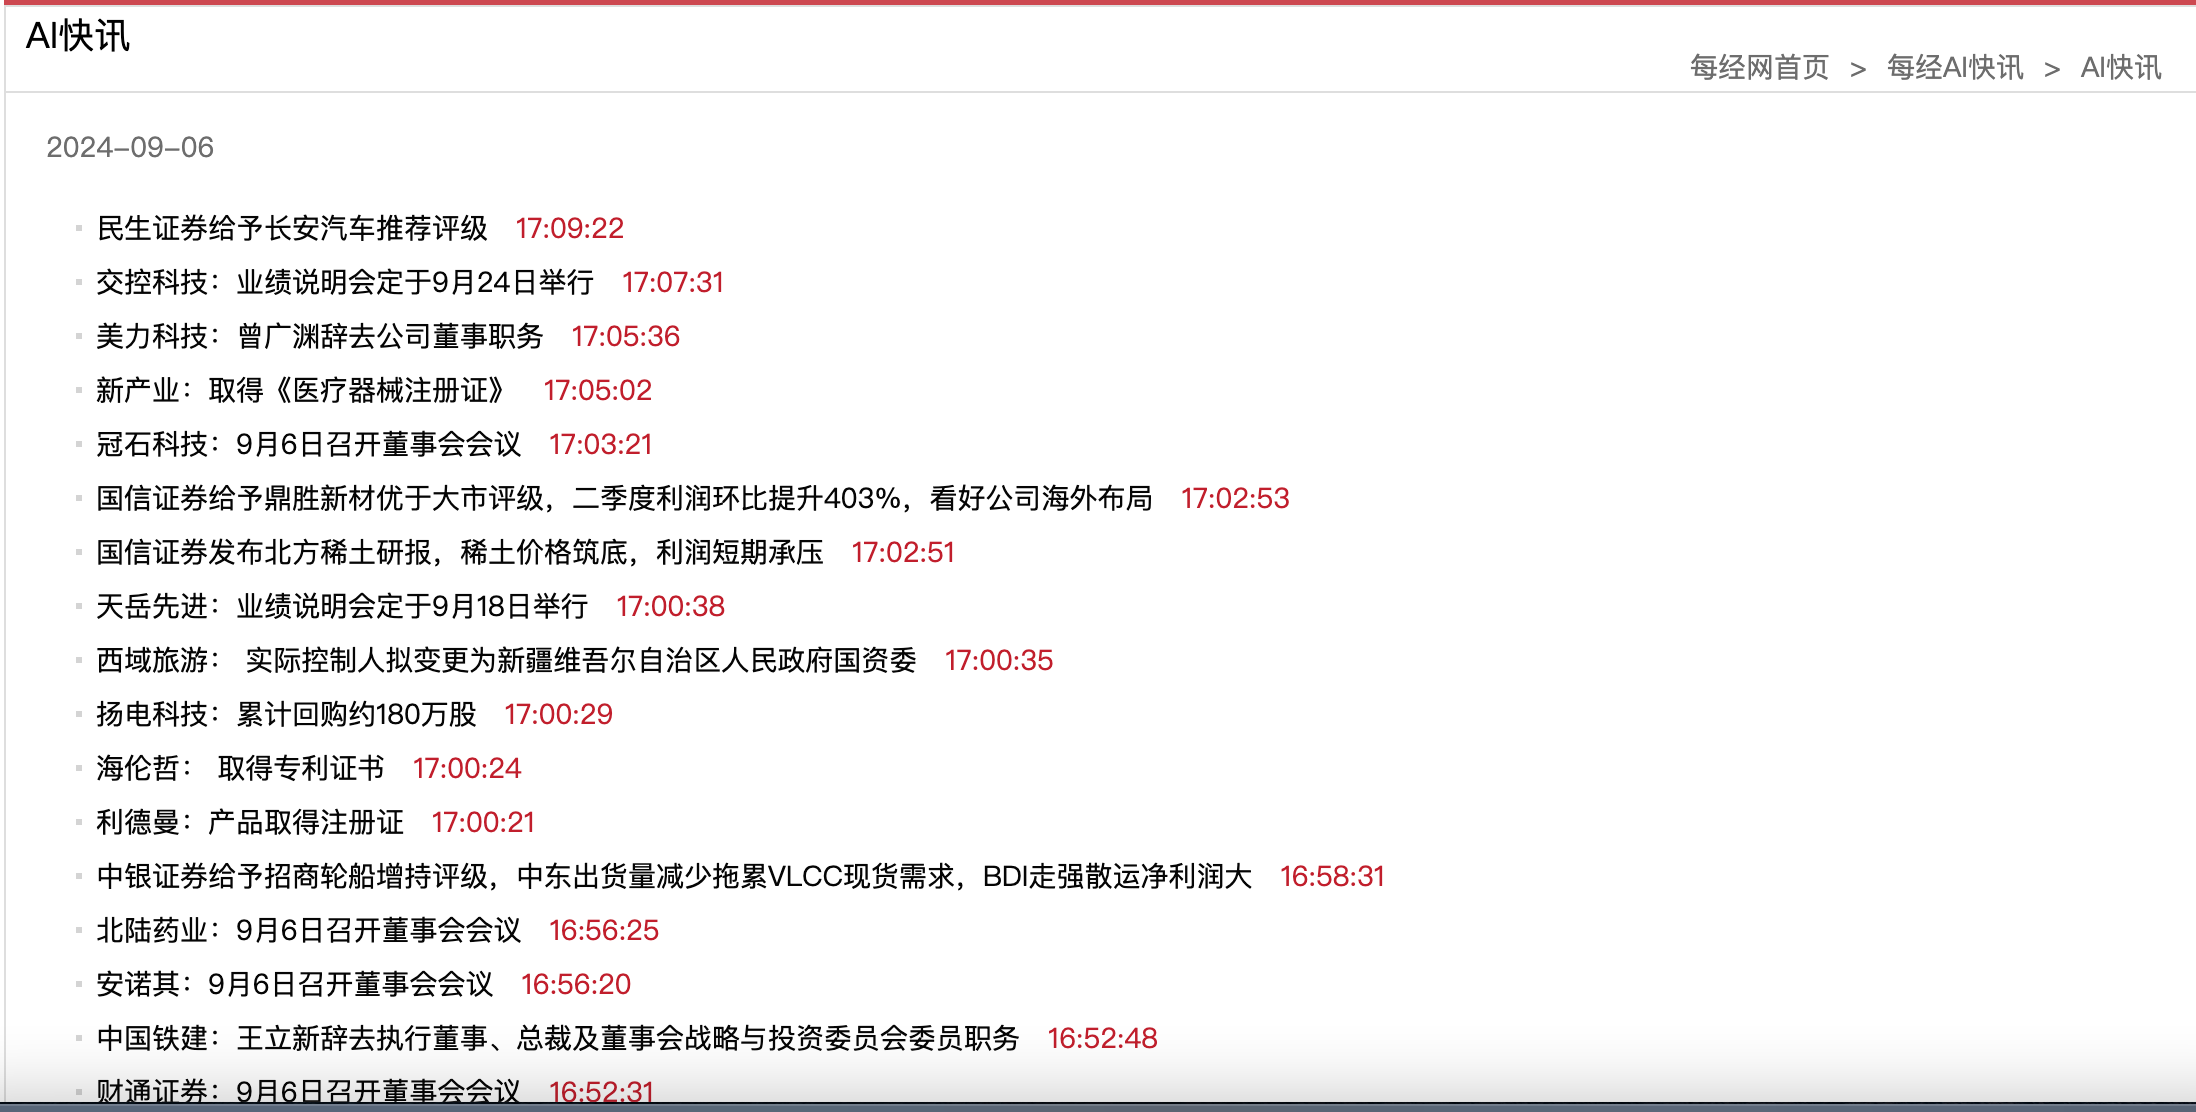 AI快讯
每经网首页 > 每经AI快讯 > AI快讯
2024-09-06
民生证券给予长安汽车推荐评级 17:09:22
交控科技：业绩说明会定于9月24日举行 17:07:31
美力科技：曾广渊辞去公司董事职务 17:05:36
新产业：取得《医疗器械注册证》 17:05:02
冠石科技：9月6日召开董事会会议 17:03:21
国信证券给予鼎胜新材优于大市评级，二季度利润环比提升403%，看好公司海外布局 17:02:53
国信证券发布北方稀土研报，稀土价格筑底，利润短期承压 17:02:51
天岳先进：业绩说明会定于9月18日举行 17:00:38
西域旅游： 实际控制人拟变更为新疆维吾尔自治区人民政府国资委 17:00:35
扬电科技：累计回购约180万股 17:00:29
海伦哲： 取得专利证书 17:00:24
利德曼：产品取得注册证 17:00:21
中银证券给予招商轮船增持评级，中东出货量减少拖累VLCC现货需求，BDI走强散运净利润大 16:58:31
北陆药业：9月6日召开董事会会议 16:56:25
安诺其：9月6日召开董事会会议 16:56:20
中国铁建：王立新辞去执行董事、总裁及董事会战略与投资委员会委员职务 16:52:48
财通证券：9月6日召开董事会会议 16:52:31